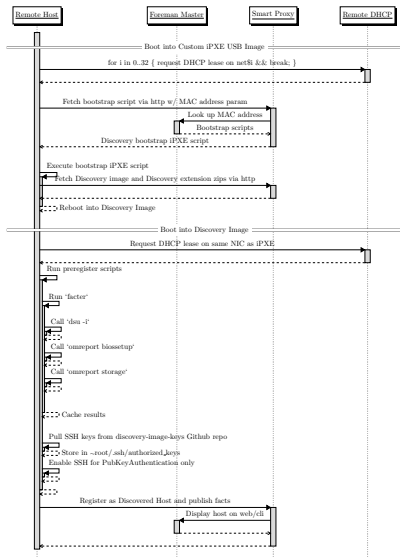 Remote Host
Foreman Master
Smart Proxy
Remote DHCP
Boot into Custom iPXE USB Image
for i in 0..32 { request DHCP lease on net$i && break; }
Fetch bootstrap script via http w/ MAC address param
Look up MAC address
Bootstrap scripts
Discovery bootstrap iPXE script
Execute bootstrap iPXE script
Fetch Discovery image and Discovery extension zips via http
Reboot into Discovery Image
Boot into Discovery Image
Request DHCP lease on same NIC as iPXE
Run preregister scripts
Run ‘facter‘
Call ‘dsu -i‘
Call ‘omreport biossetup‘
Call ‘omreport storage‘
Cache results
Pull SSH keys from discovery-image-keys Github repo
Store in ~root/.ssh/authorized_keys
Enable SSH for PubKeyAuthentication only
Register as Discovered Host and publish facts
Display host on web/cli